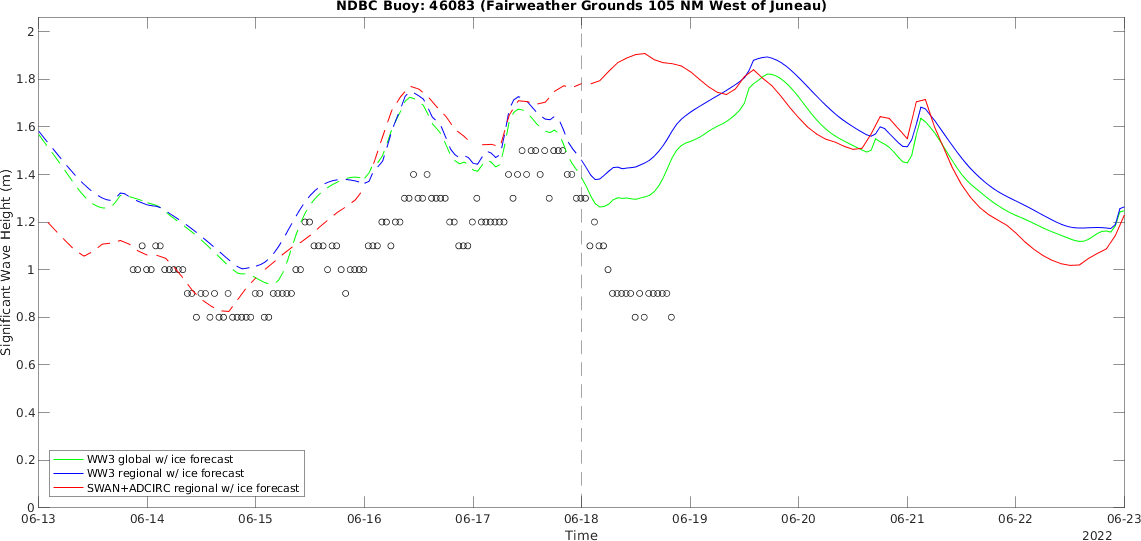 NDBC Buoy: 46083 (Fairweather Grounds 105 NM West of Juneau)
2
1.8
1.6
1.4
1.2
1
0.8
0.6
0.4
0.2
0
Significant Wave Height (m)
WW3 global w/ ice forecast
WW3 regional w/ ice forecast
SWAN+ADCIRC regional w/ ice forecast
06-13 06-14 06-15 06-16 06-17 06-18 06-19 06-20 06-21 06-22 06-23
Time
2022